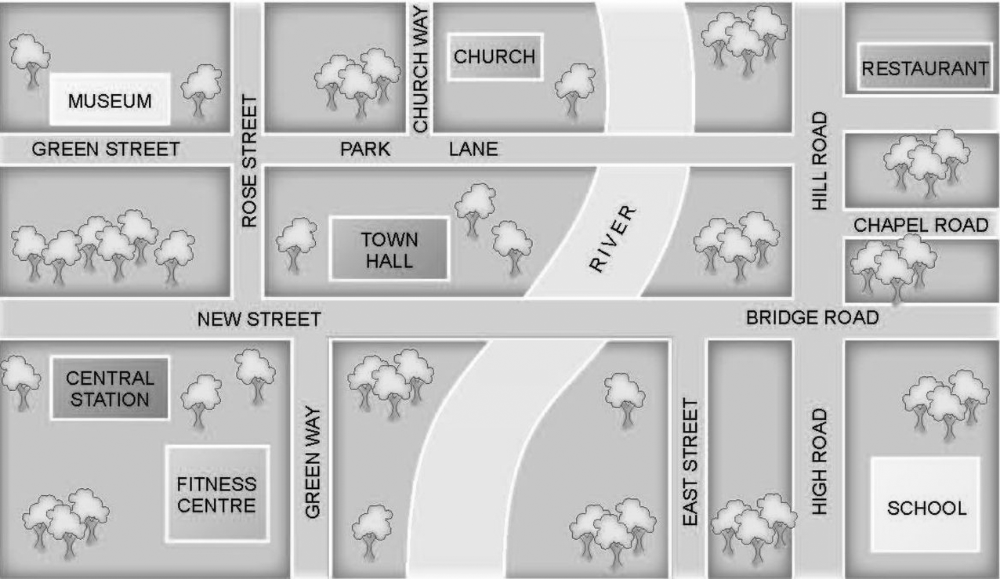 CHURCH WAY
CHURCH
RESTAURANT
MUSEUM
GREEN STREET
ROSE STREET
PARK LANE
HILL ROAD
CHAPEL ROAD
TOWN
HALL
RIVER
NEW STREET
BRIDGE ROAD
CENTRAL
STATION
GREEN WAY
EAST STREET
HIGH ROAD
FITNESS
CENTRE
SCHOOL